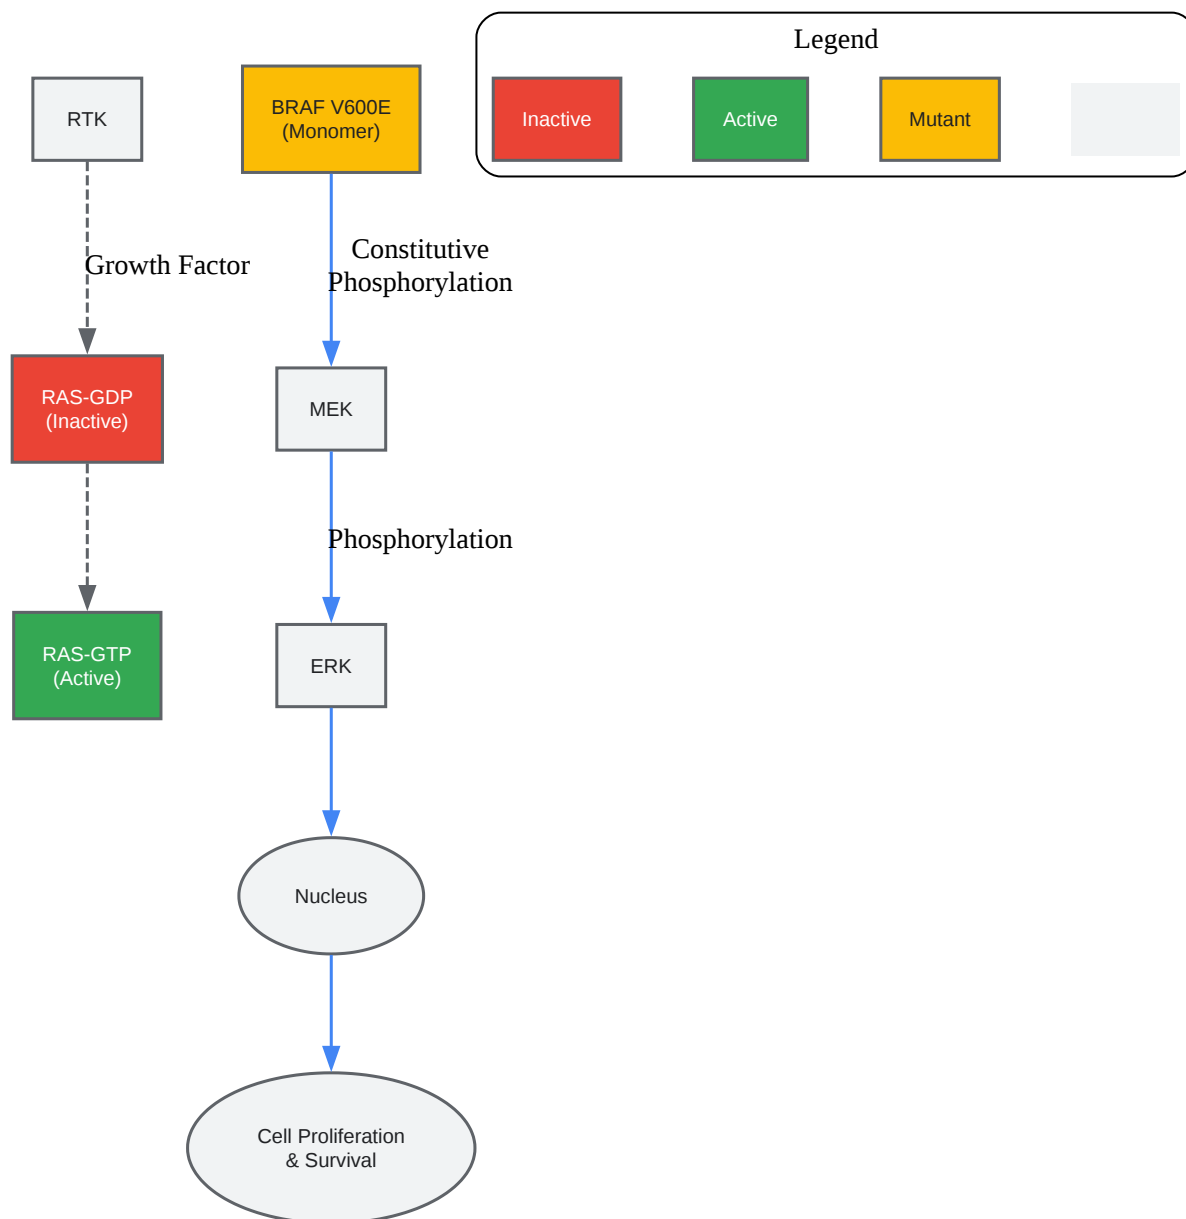 Legend
RTK
BRAF V600E
(Monomer)
Inactive
Active
Mutant
Growth Factor
Constitutive
Phosphorylation
RAS-GDP
(Inactive)
MEK
Phosphorylation
RAS-GTP
(Active)
ERK
Nucleus
Cell Proliferation
& Survival